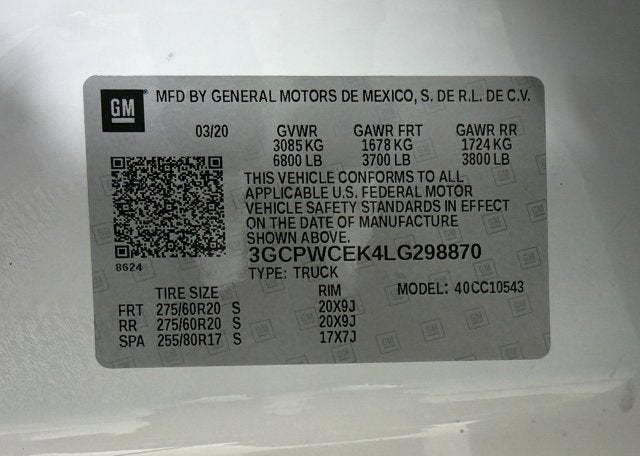 GM MFD BY GENERAL MOTORS DE MEXICO, S. DE R.L. DE C.V.
03/20 GVWR GAWR FRT GAWR RR
3085 KG 1678 KG 1724 KG
6800 LB 3700 LB 3800 LB
THIS VEHICLE CONFORMS TO ALL
APPLICABLE U.S. FEDERAL MOTOR
VEHICLE SAFETY STANDARDS IN EFFECT
ON THE DATE OF MANUFACTURE
SHOWN ABOVE.
8624
3GCPWCEK4LG298870
TYPE: TRUCK
TIRE SIZE RIM MODEL: 40CC10543
FRT 275/60R20 S 20X9J
RR 275/60R20 S 20X9J
SPA 255/80R17 S 17X7J